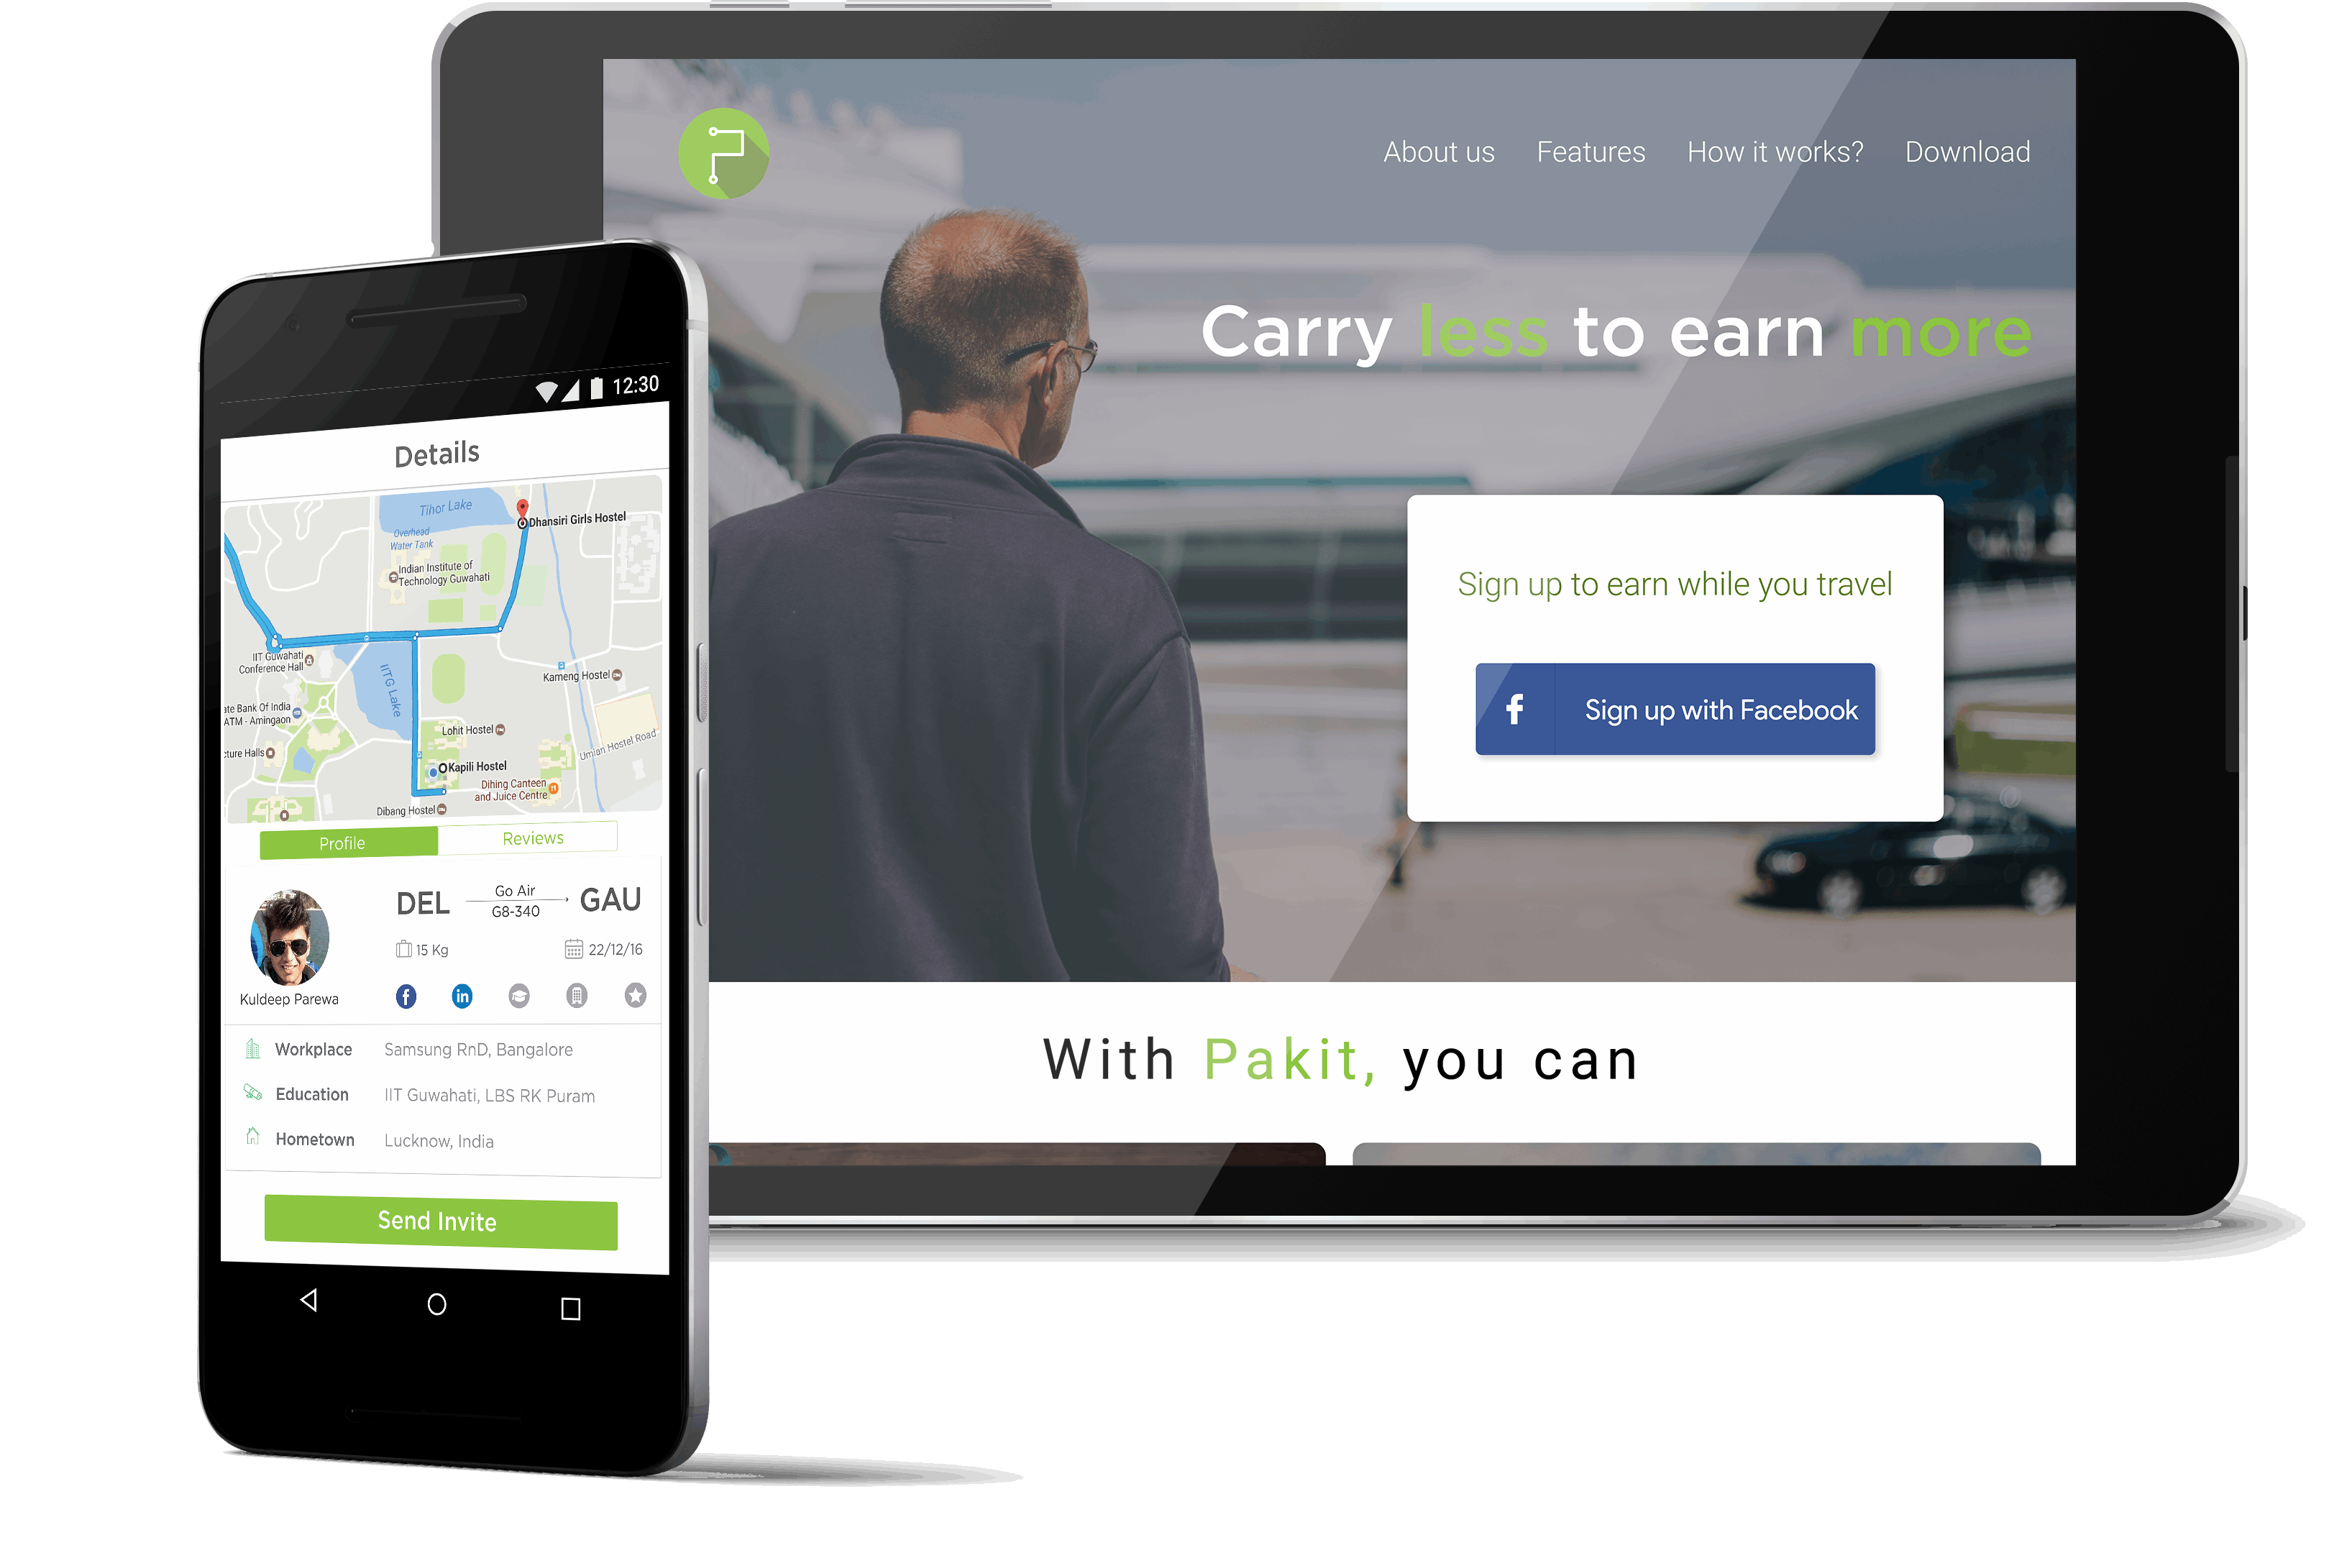 About us Features How it works? Download
Carry less to earn more
Sign up to earn while you travel
f Sign up with Facebook
With Pakit, you can
12:30
Details
Tihor Lake
Dhansiri Girls Hostel
Overhead
Water Tank
Indian Institute of
Technology Guwahati
IIT Guwahati
Conference Hall
IITG Lake
Kameng Hostel
ate Bank Of India
ATM - Amingaon
Lohit Hostel
Umian Hostel Road
cture Halls
Kapili Hostel
Dihing Canteen
and Juice Centre
Dibang Hostel
Profile Reviews
DEL Go Air GAU
G8-340
15 Kg 22/12/16
Kuldeep Parewa
f in
Workplace Samsung RnD, Bangalore
Education IIT Guwahati, LBS RK Puram
Hometown Lucknow, India
Send Invite